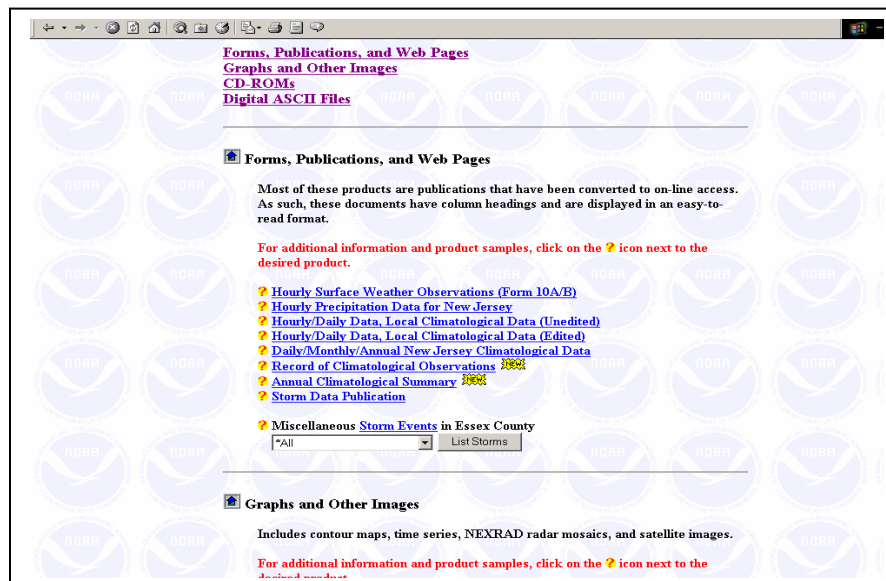 Forms, Publications, and Web Pages
Graphs and Other Images
CD-ROMs
Digital ASCII Files
Forms, Publications, and Web Pages
Most of these products are publications that have been converted to on-line access.
As such, these documents have column headings and are displayed in an easy-to-
read format.
For additional information and product samples, click on the ? icon next to the
desired product.
? Hourly Surface Weather Observations (Form 10A/B)
? Hourly Precipitation Data for New Jersey
? Hourly/Daily Data, Local Climatological Data (Unedited)
? Hourly/Daily Data, Local Climatological Data (Edited)
? Daily/Monthly/Annual New Jersey Climatological Data
? Record of Climatological Observations NEW
? Annual Climatological Summary NEW
? Storm Data Publication
? Miscellaneous Storm Events in Essex County
*All List Storms
Graphs and Other Images
Includes contour maps, time series, NEXRAD radar mosaics, and satellite images.
For additional information and product samples, click on the ? icon next to the
desired product.